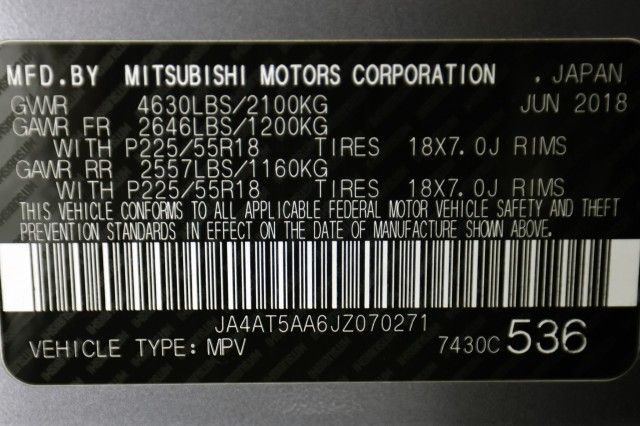 MFD.BY MITSUBISHI MOTORS CORPORATION . JAPAN
GVWR 4630LBS/2100KG JUN 2018
GAWR FR 2646LBS/1200KG
WITH P225/55R18 TIRES 18X7.0J RIMS
GAWR RR 2557LBS/1160KG
WITH P225/55R18 TIRES 18X7.0J RIMS
THIS VEHICLE CONFORMS TO ALL APPLICABLE FEDERAL MOTOR VEHICLE SAFETY AND THEFT
PREVENTION STANDARDS IN EFFECT ON THE DATE OF MANUFACTURE SHOWN ABOVE.
JA4AT5AA6JZ070271
VEHICLE TYPE: MPV 7430C 536